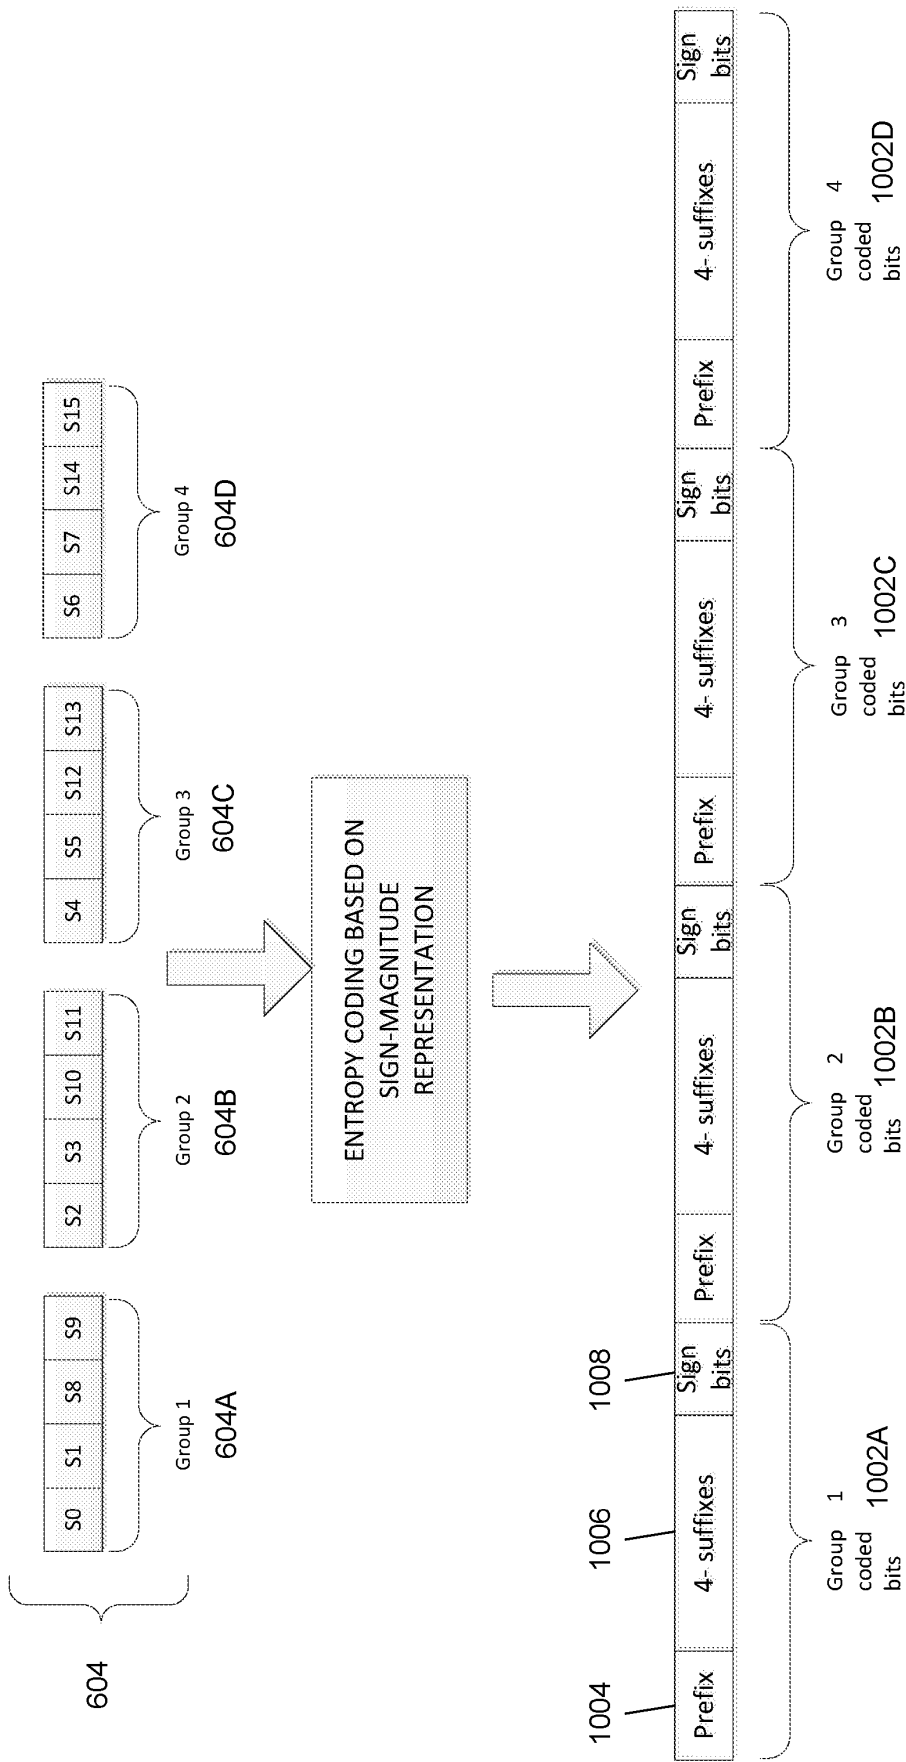 604
S0 S1 S8 S9
S2 S3 S10 S11
S4 S5 S12 S13
S6 S7 S14 S15
Group 1
604A
Group 2
604B
Group 3
604C
Group 4
604D
ENTROPY CODING BASED ON
SIGN-MAGNITUDE
REPRESENTATION
1004
1006
1008
Prefix
4- suffixes
Sign
bits
Prefix
4- suffixes
Sign
bits
Prefix
4- suffixes
Sign
bits
Prefix
4- suffixes
Sign
bits
Group 1
coded
bits
1002A
Group 2
coded
bits
1002B
Group 3
coded
bits
1002C
Group 4
coded
bits
1002D